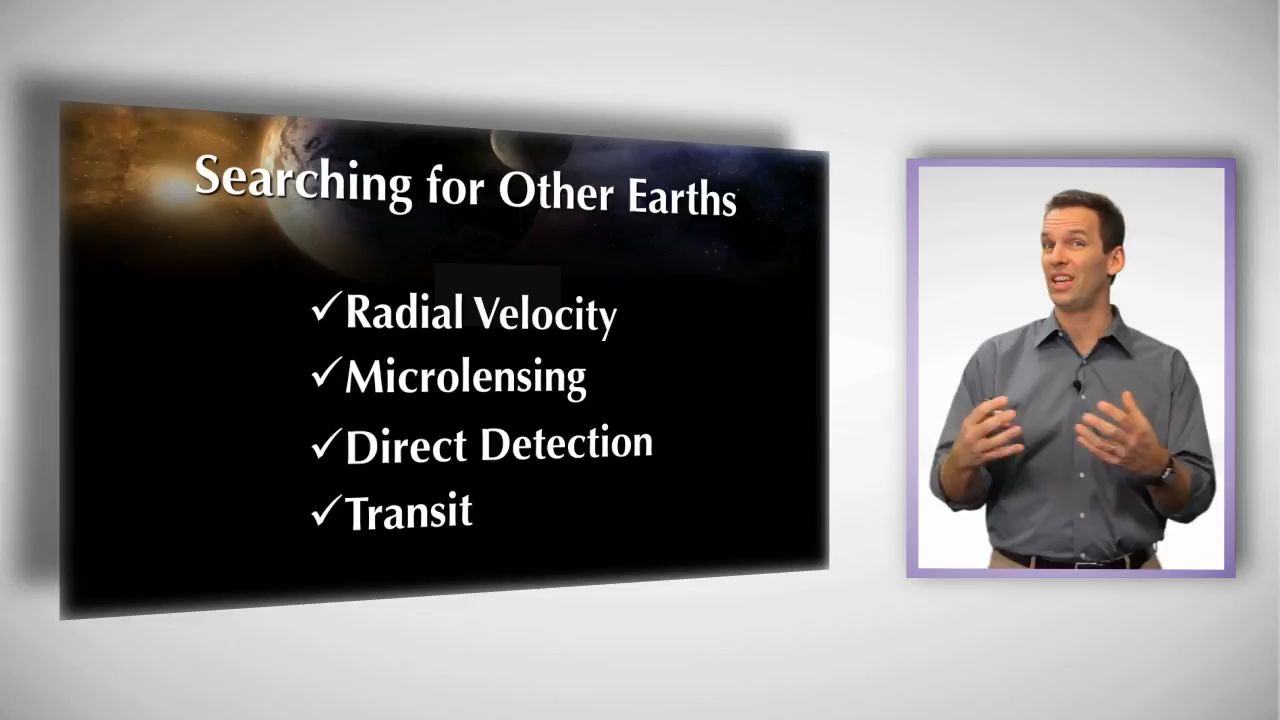 Searching for Other Earths
✓Radial Velocity
✓Microlensing
✓Direct Detection
✓Transit